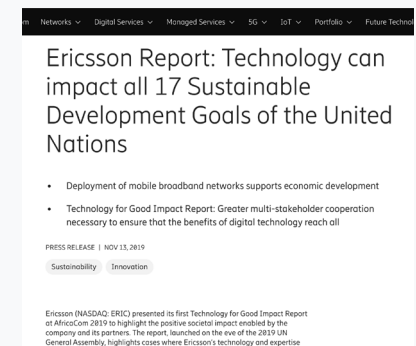 Networks Digital Services Managed Services 5G IoT Portfolio Future Technol
Ericsson Report: Technology can
impact all 17 Sustainable
Development Goals of the United
Nations
• Deployment of mobile broadband networks supports economic development
• Technology for Good Impact Report: Greater multi-stakeholder cooperation
necessary to ensure that the benefits of digital technology reach all
PRESS RELEASE | NOV 13, 2019
Sustainability Innovation
Ericsson (NASDAQ: ERIC) presented its first Technology for Good Impact Report
at AfricaCom 2019 to highlight the positive societal impact enabled by the
company and its partners. The report, launched on the eve of the 2019 UN
General Assembly, highlights cases where Ericsson's technology and expertise